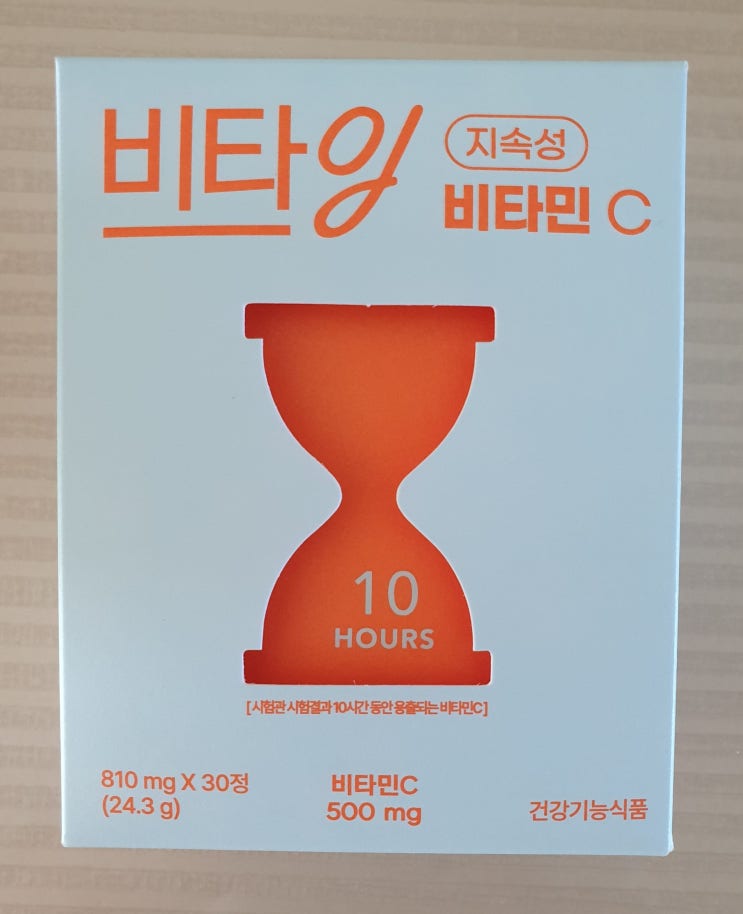 비타잉
지속성
비타민 C
10
HOURS
[시험관 시험결과 10시간 동안 용출되는 비타민C]
810 mg X 30정
(24.3 g)
비타민C
500 mg
건강기능식품